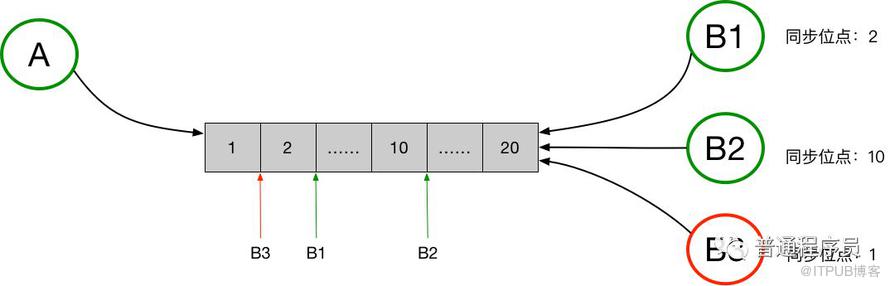 A
B1
同步位点：2
1
2
……
10
……
20
B2
同步位点：10
B3
B1
B2
B3
普通程序员
同步位点：1
@ITPUB博客